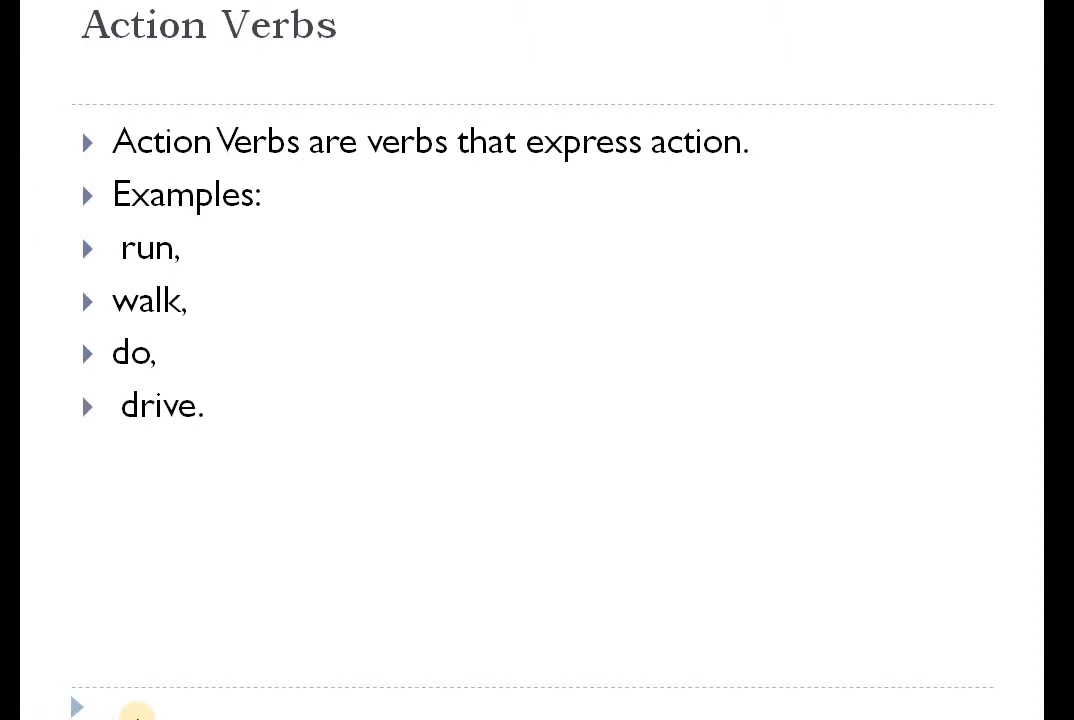 Action Verbs
Action Verbs are verbs that express action.
Examples:
run,
walk,
do,
drive.